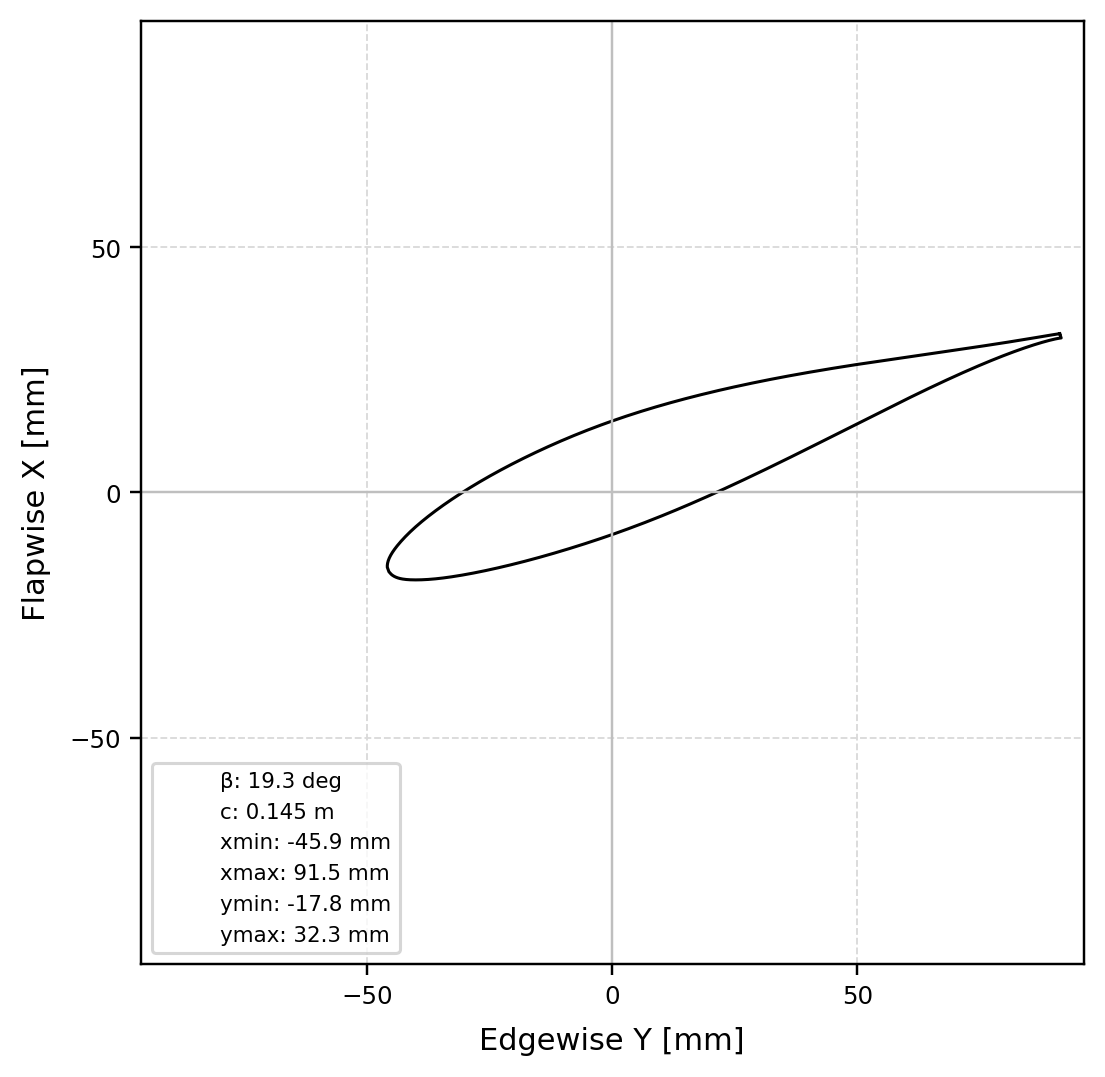 Flapwise X [mm]
50
0
−50
β: 19.3 deg
c: 0.145 m
xmin: -45.9 mm
xmax: 91.5 mm
ymin: -17.8 mm
ymax: 32.3 mm
−50
0
50
Edgewise Y [mm]